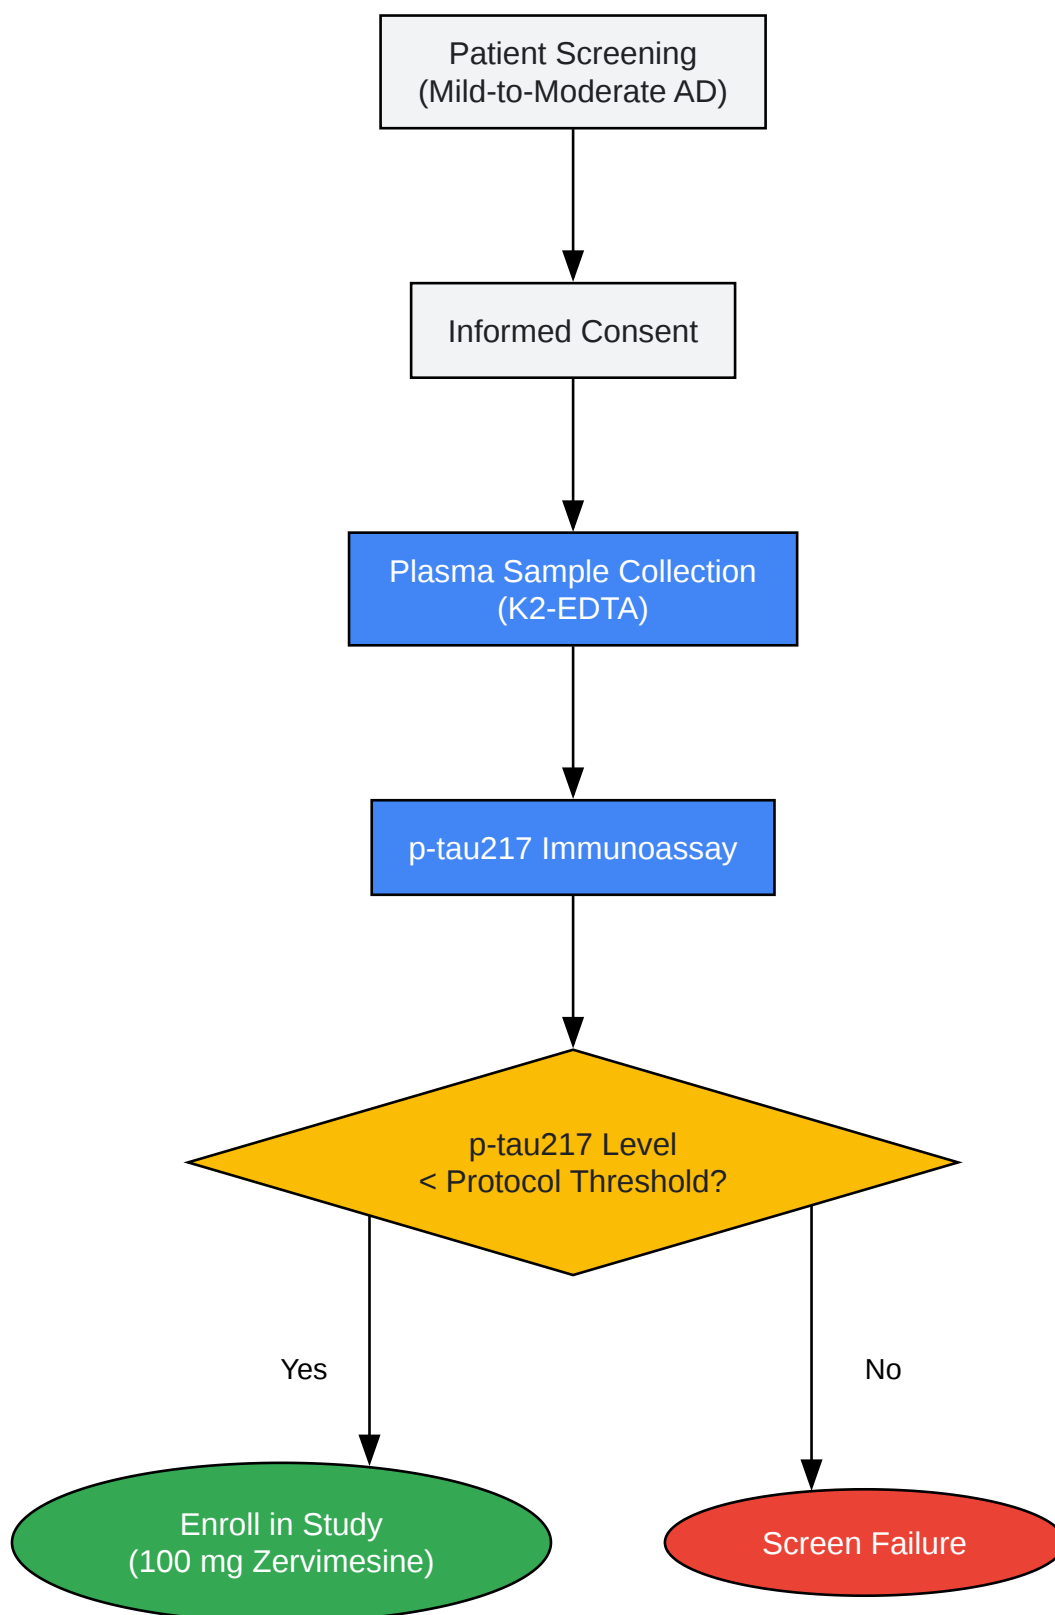 Patient Screening
(Mild-to-Moderate AD)
Informed Consent
Plasma Sample Collection
(K2-EDTA)
p-tau217 Immunoassay
p-tau217 Level
< Protocol Threshold?
Yes
No
Enroll in Study
(100 mg Zervimesine)
Screen Failure